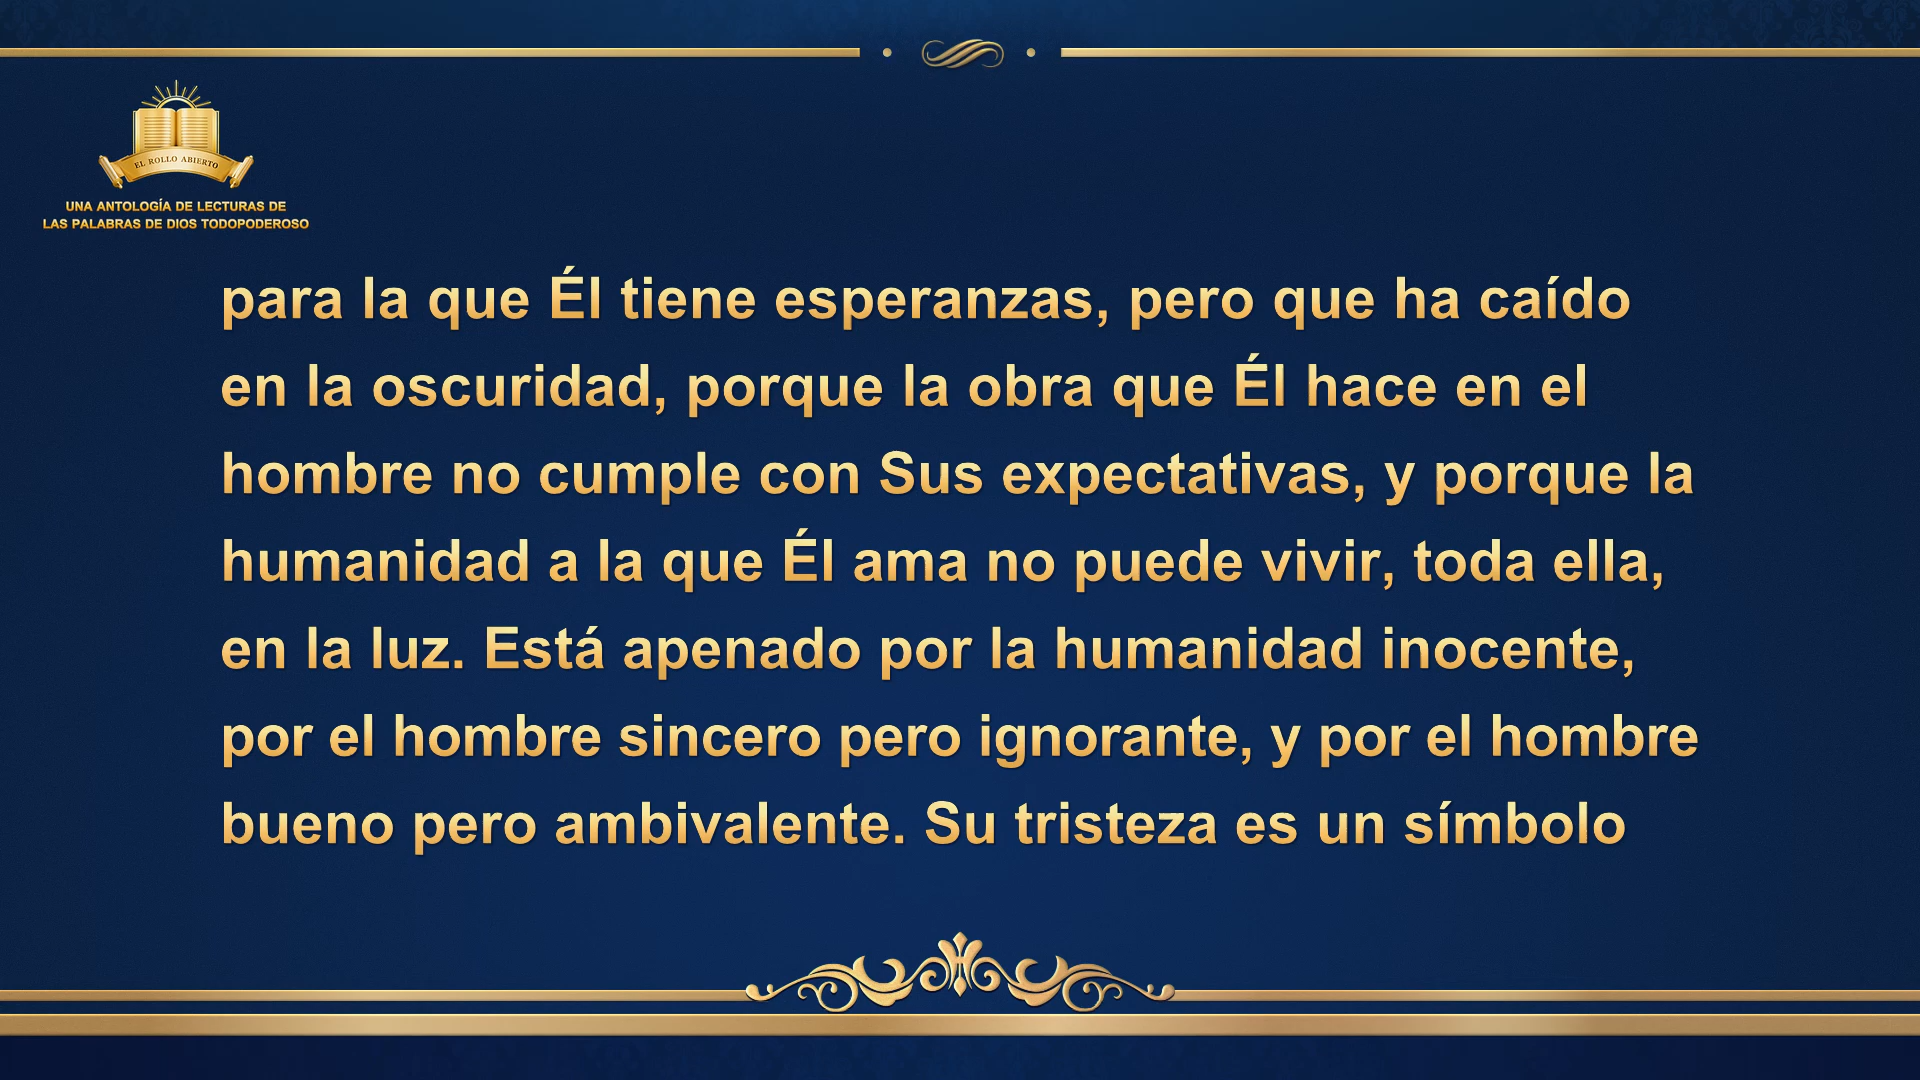 EL ROLLO ABIERTO
UNA ANTOLOGÍA DE LECTURAS DE
LAS PALABRAS DE DIOS TODOPODEROSO
para la que Él tiene esperanzas, pero que ha caído
en la oscuridad, porque la obra que Él hace en el
hombre no cumple con Sus expectativas, y porque la
humanidad a la que Él ama no puede vivir, toda ella,
en la luz. Está apenado por la humanidad inocente,
por el hombre sincero pero ignorante, y por el hombre
bueno pero ambivalente. Su tristeza es un símbolo